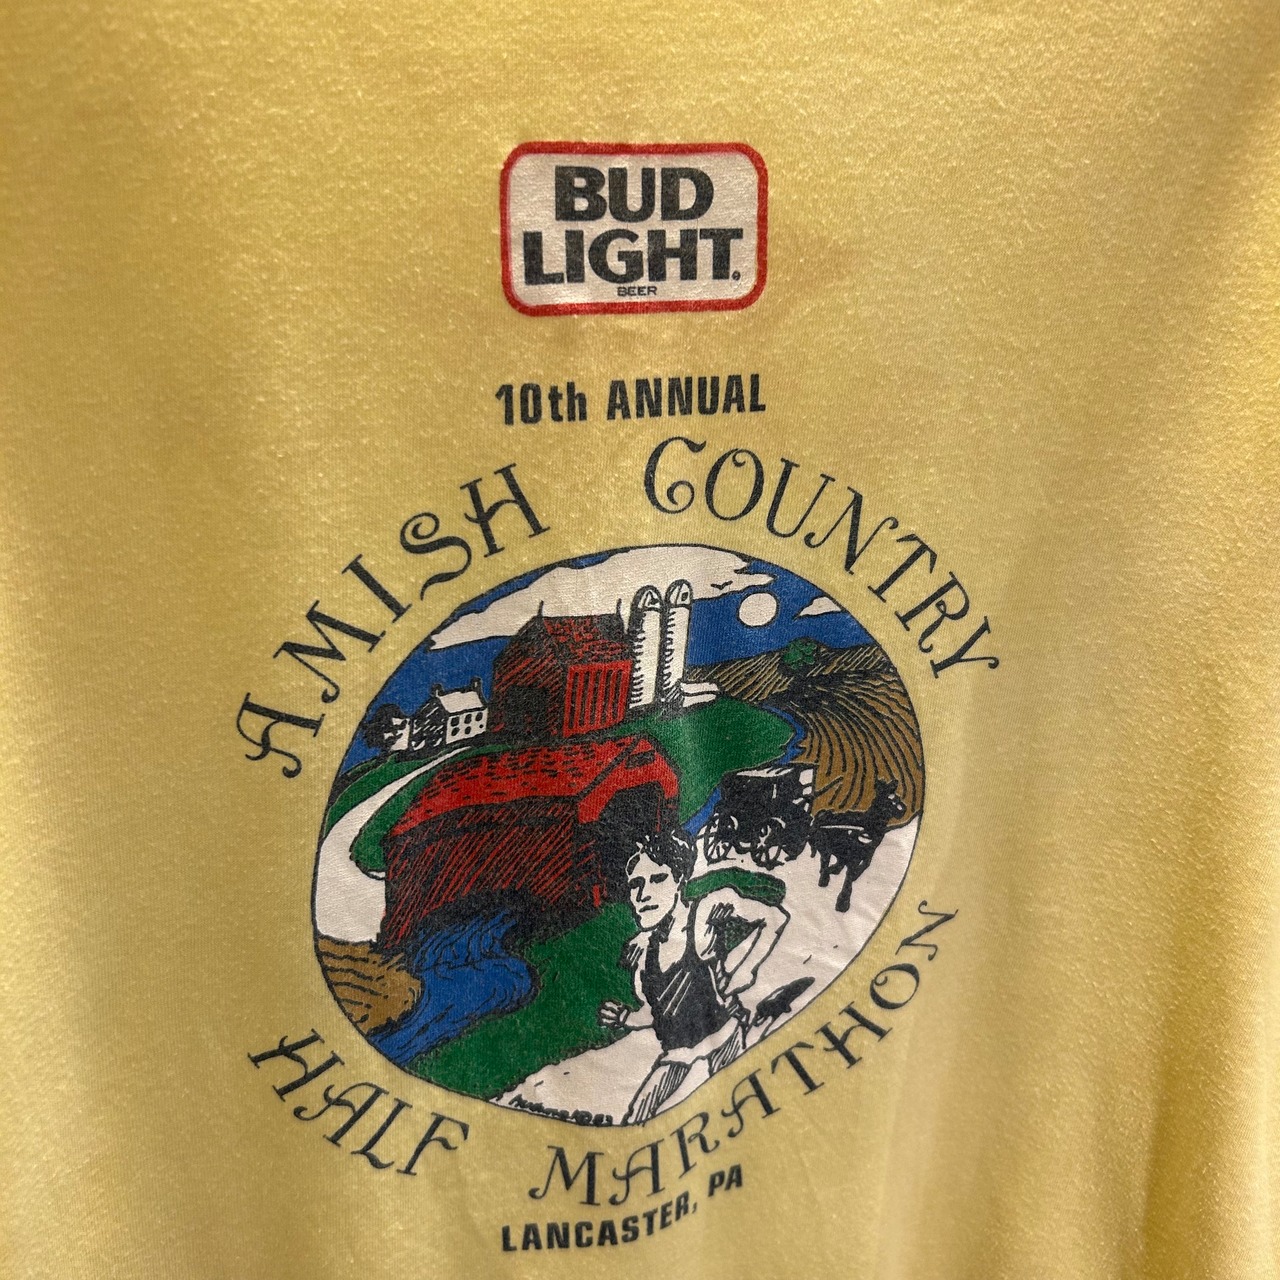 BUD
LIGHT®
BEER
10th ANNUAL
AMISH COUNTRY
HALF MARATHON
LANCASTER, PA